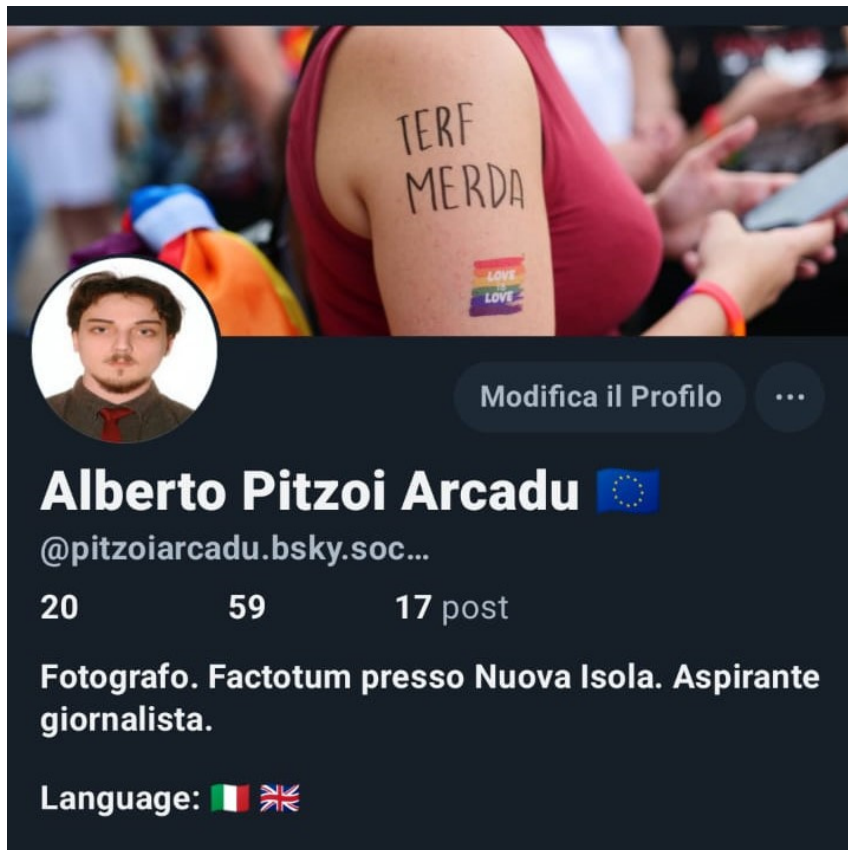 TERF
MERDA
LOVE
IS
LOVE
Modifica il Profilo
Alberto Pitzoi Arcadu 🇪🇺
@pitzoiarcadu.bsky.soc...
20 59 17 post
Fotografo. Factotum presso Nuova Isola. Aspirante
giornalista.
Language: 🇮🇹 🇬🇧